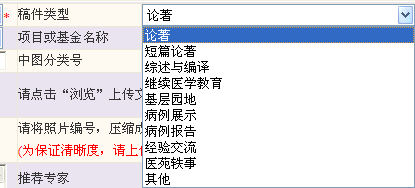 * 稿件类型 论著
论著
项目或基金名称
短篇论著
中图分类号
综述与编译
继续医学教育
请点击“浏览”上传文
基层园地
病例展示
请将照片编号，压缩成
病例报告
(为保证清晰度，请上传
经验交流
医苑轶事
推荐专家
其他